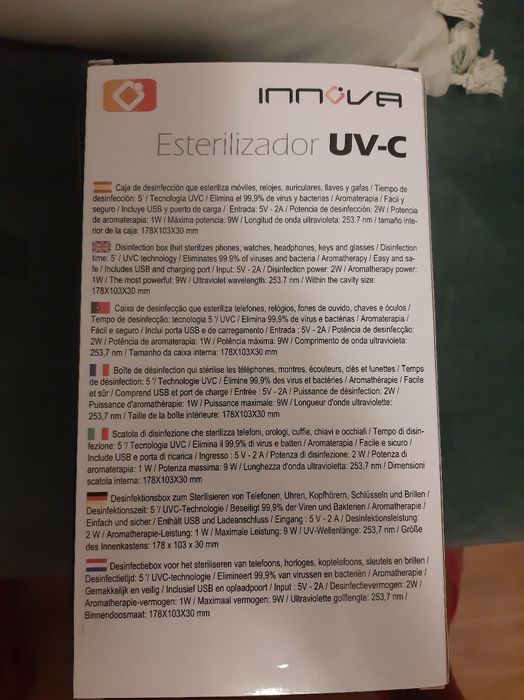 INNOVA
Esterilizador UV-C
Caja de desinfección que esteriliza móviles, relojes, auriculares, llaves y gafas / Tiempo de
desinfección: 5' / Tecnologia UVC / Elimina el 99,9% de virus y bacterias / Aromaterapia / Fácil y
seguro / Incluye USB y puerto de carga / Entrada: 5V - 2A / Potencia de desinfección: 2W / Potencia
de aromaterapia: 1W / Máxima potencia: 9W / Longitud de onda ultravioleta: 253.7 nm / tamaño inte-
rior de la caja: 178X103X30 mm
Disinfection box that sterilizes phones, watches, headphones, keys and glasses / Disinfection
time: 5' / UVC technology / Eliminates 99.9% of viruses and bacteria / Aromatherapy / Easy and sa-
fe / Includes USB and charging port / Input: 5V - 2A / Disinfection power: 2W / Aromatherapy power:
1W / The most powerful: 9W / Ultraviolet wavelength: 253.7 nm / Within the cavity size:
178X103X30 mm
Caixa de desinfecção que esteriliza telefones, relógios, fones de ouvido, chaves e óculos /
Tempo de desinfecção: tecnologia 5 '/ UVC / Elimina 99,9% de vírus e bactérias / Aromaterapia /
Fácil e seguro / Inclui porta USB e de carregamento / Entrada : 5V - 2A / Potência de desinfecção:
2W / Potência de aromaterapia: 1W / Potência máxima: 9W / Comprimento de onda ultravioleta:
253,7 nm / Tamanho da caixa interna: 178X103X30 mm
Boîte de désinfection qui stérilise les téléphones, montres, écouteurs, clés et lunettes / Temps
de désinfection: 5 '/ Technologie UVC / Élimine 99,9% des virus et bactéries / Aromathérapie / Facile
et sûr / Comprend USB et port de charge / Entrée : 5V - 2A / Puissance de désinfection: 2W /
Puissance d'aromathérapie: 1W / Puissance maximale: 9W / Longueur d'onde ultraviolette:
253,7 nm / Taille de la boîte intérieure: 178X103X30 mm
Scatola di disinfezione che sterilizza telefoni, orologi, cuffie, chiavi e occhiali / Tempo di disin-
fezione: 5 '/ Tecnologia UVC / Elimina il 99,9% di virus e batteri / Aromaterapia / Facile e sicuro /
Include USB e porta di ricarica / Ingresso : 5 V - 2 A / Potenza di disinfezione: 2 W / Potenza di
aromaterapia: 1 W / Potenza massima: 9 W / Lunghezza d'onda ultravioletta: 253,7 nm / Dimensioni
scatola interna: 178X103X30 mm
Desinfektionsbox zum Sterilisieren von Telefonen, Uhren, Kopfhörern, Schlüsseln und Brillen /
Desinfektionszeit: 5 '/ UVC-Technologie / Beseitigt 99,9% der Viren und Bakterien / Aromatherapie /
Einfach und sicher / Enthält USB und Ladeanschluss / Eingang : 5 V - 2 A / Desinfektionsleistung:
2 W / Aromatherapie-Leistung: 1 W / Maximale Leistung: 9 W / UV-Wellenlänge: 253,7 nm / Größe
des Innenkastens: 178 x 103 x 30 mm
Desinfectiebox voor het steriliseren van telefoons, horloges, koptelefoons, sleutels en brillen /
Desinfectietijd: 5 '/ UVC-technologie / Elimineert 99,9% van virussen en bacteriën / Aromatherapie /
Gemakkelijk en veilig / Inclusief USB en oplaadpoort / Input : 5V - 2A / Desinfectievermogen: 2W /
Aromatherapie-vermogen: 1W / Maximaal vermogen: 9W / Ultraviolette golflengte: 253,7 nm /
Binnendoosmaat: 178X103X30 mm